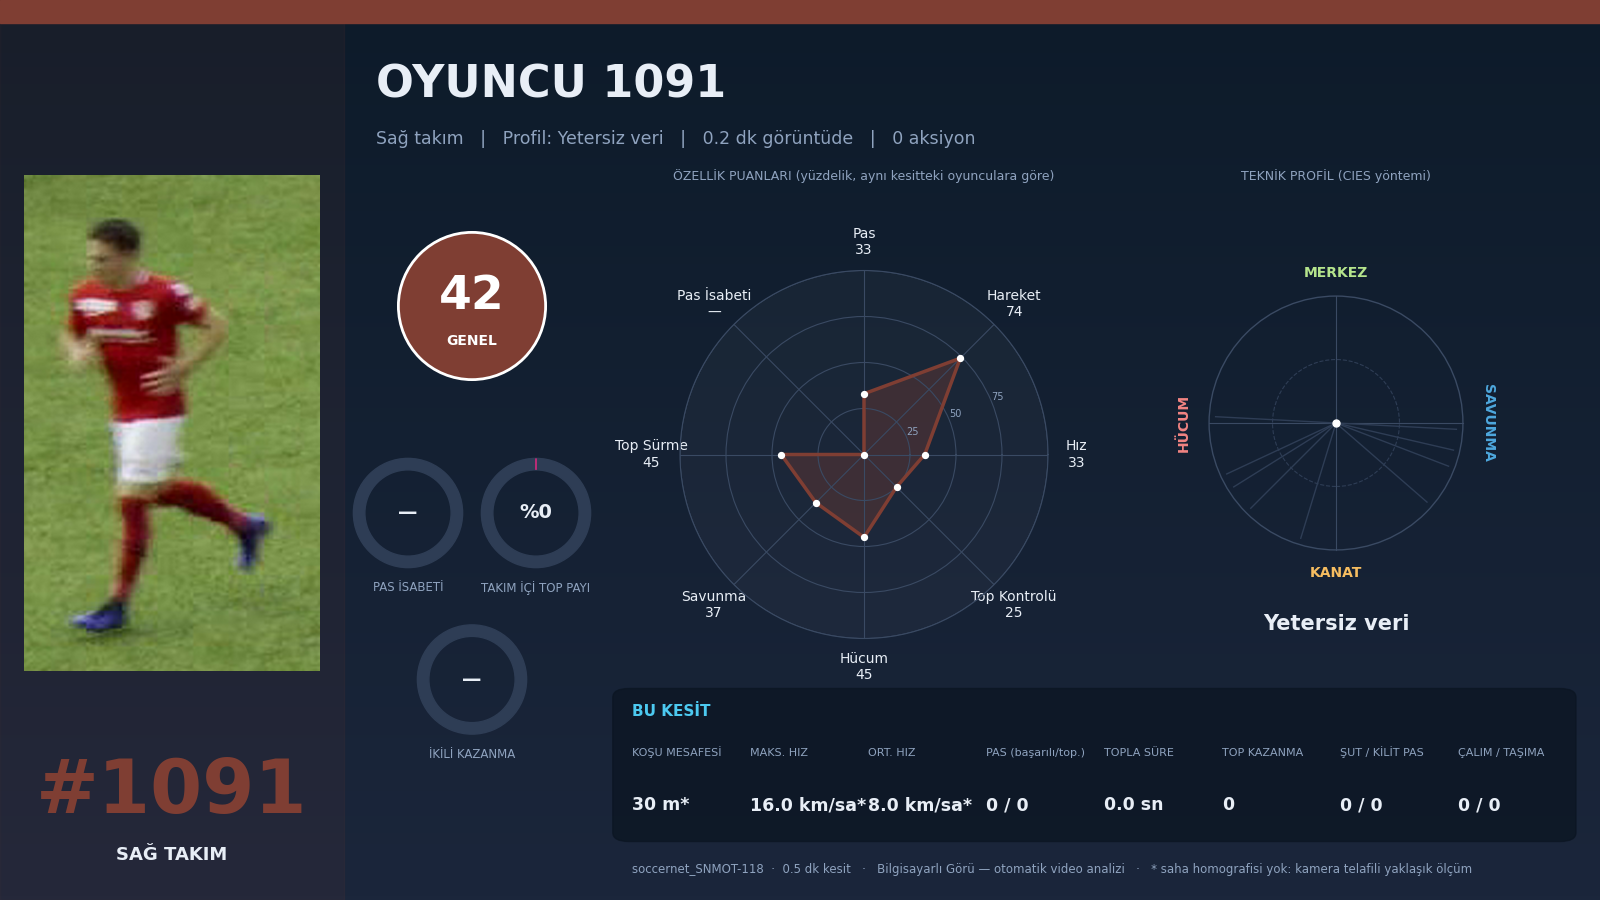 OYUNCU 1091
Sağ takım | Profil: Yetersiz veri | 0.2 dk görüntüde | 0 aksiyon
ÖZELLİK PUANLARI (yüzdelik, aynı kesitteki oyunculara göre)
TEKNİK PROFİL (CIES yöntemi)
42
GENEL
Pas
33
Hareket
74
Pas İsabeti
—
Hız
33
Top Sürme
45
Savunma
37
Top Kontrolü
25
Hücum
45
25
50
75
MERKEZ
HÜCUM
SAVUNMA
KANAT
Yetersiz veri
—
PAS İSABETİ
%0
TAKIM İÇİ TOP PAYI
—
İKİLİ KAZANMA
#1091
SAĞ TAKIM
BU KESİT
KOŞU MESAFESİ MAKS. HIZ ORT. HIZ PAS (başarılı/top.) TOPLA SÜRE TOP KAZANMA ŞUT / KİLİT PAS ÇALIM / TAŞIMA
30 m* 16.0 km/sa* 8.0 km/sa* 0 / 0 0.0 sn 0 0 / 0 0 / 0
soccernet_SNMOT-118 · 0.5 dk kesit · Bilgisayarlı Görü — otomatik video analizi · * saha homografisi yok: kamera telafili yaklaşık ölçüm